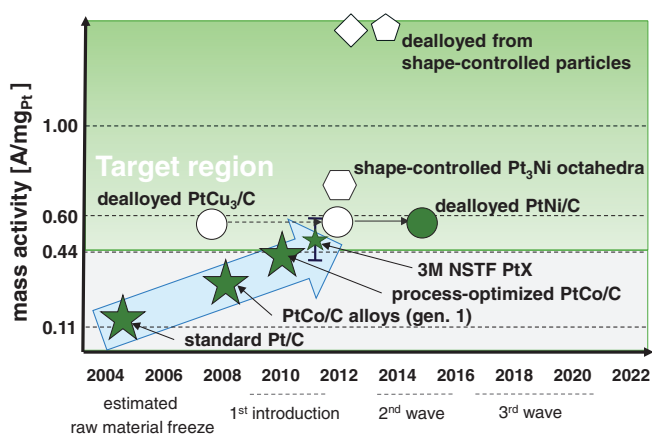 dealloyed from
shape-controlled particles
mass activity [A/mgPt]
1.00
Target region
shape-controlled Pt3Ni octahedra
dealloyed PtCu3/C
dealloyed PtNi/C
0.60
0.44
3M NSTF PtX
process-optimized PtCo/C
PtCo/C alloys (gen. 1)
0.11
standard Pt/C
2004 2006 2008 2010 2012 2014 2016 2018 2020 2022
estimated
raw material freeze
1st introduction
2nd wave
3rd wave